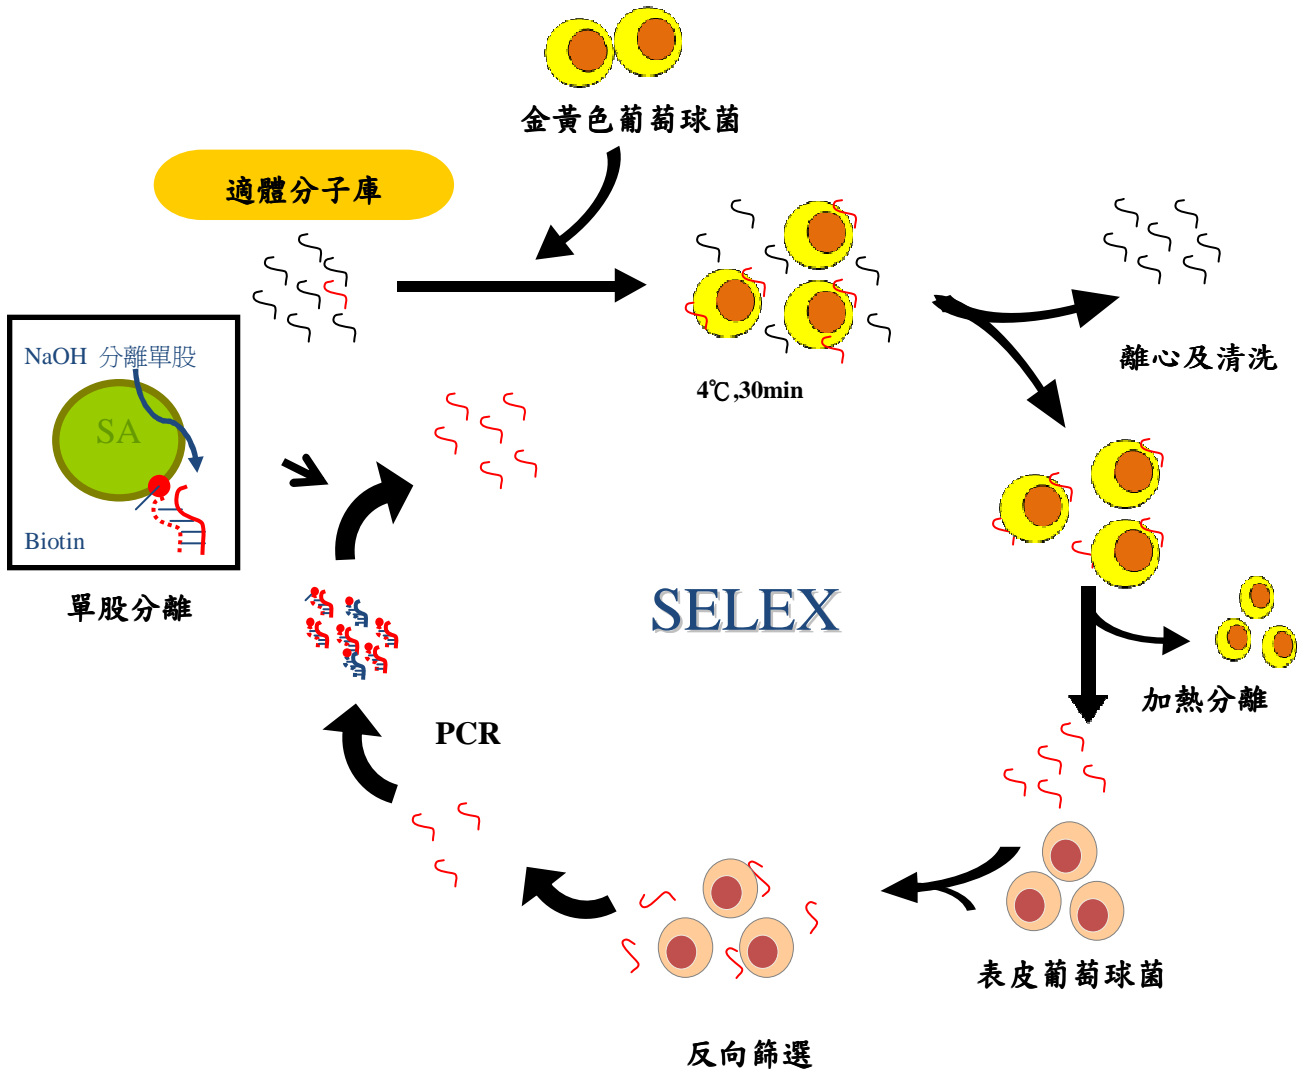 金黃色葡萄球菌
適體分子庫
4℃,30min
離心及清洗
NaOH 分離單股
SA
Biotin
單股分離
SELEX
加熱分離
PCR
表皮葡萄球菌
反向篩選